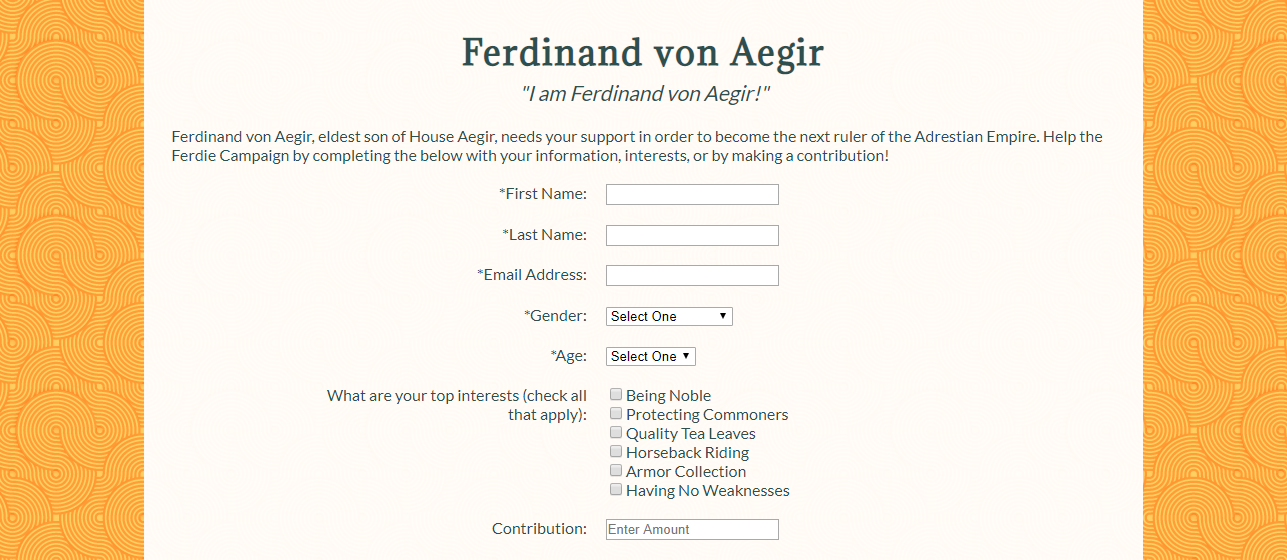 Ferdinand von Aegir
"I am Ferdinand von Aegir!"
Ferdinand von Aegir, eldest son of House Aegir, needs your support in order to become the next ruler of the Adrestian Empire. Help the
Ferdie Campaign by completing the below with your information, interests, or by making a contribution!
*First Name:
*Last Name:
*Email Address:
*Gender: Select One
*Age: Select One
What are your top interests (check all
that apply):
Being Noble
Protecting Commoners
Quality Tea Leaves
Horseback Riding
Armor Collection
Having No Weaknesses
Contribution: Enter Amount